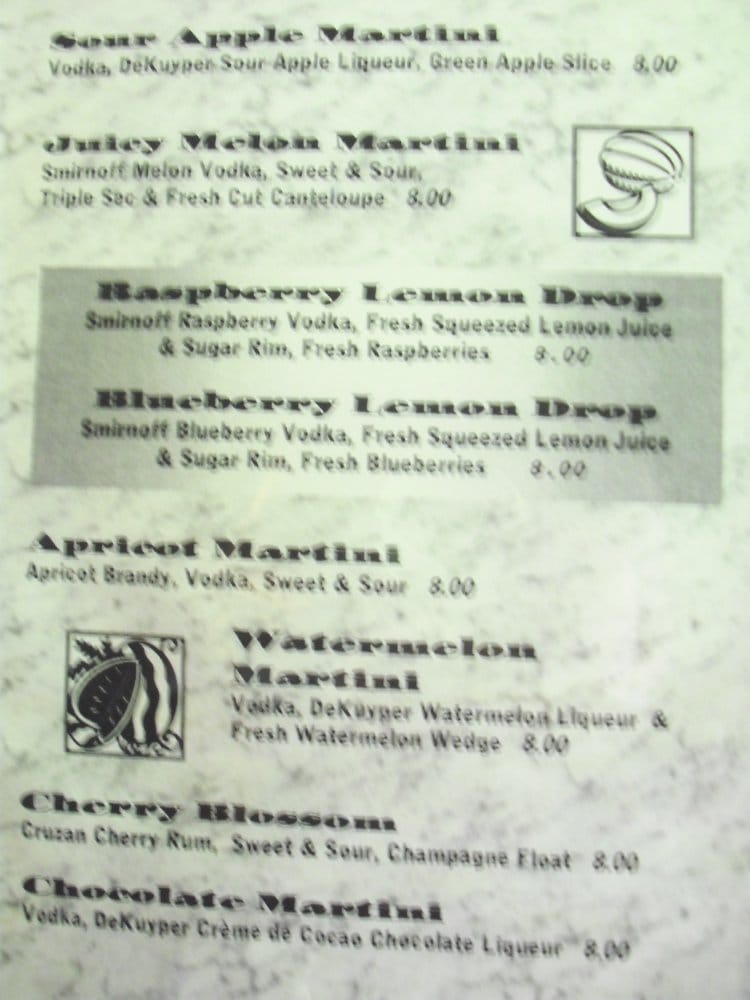 Sour Apple Martini
Vodka, DeKuyper Sour Apple Liqueur, Green Apple Slice 8.00
Juicy Melon Martini
Smirnoff Melon Vodka, Sweet & Sour,
Triple Sec & Fresh Cut Canteloupe 8.00
Raspberry Lemon Drop
Smirnoff Raspberry Vodka, Fresh Squeezed Lemon Juice
& Sugar Rim, Fresh Raspberries 8.00
Blueberry Lemon Drop
Smirnoff Blueberry Vodka, Fresh Squeezed Lemon Juice
& Sugar Rim, Fresh Blueberries 8.00
Apricot Martini
Apricot Brandy, Vodka, Sweet & Sour 8.00
Watermelon
Martini
Vodka, DeKuyper Watermelon Liqueur &
Fresh Watermelon Wedge 8.00
Cherry Blossom
Cruzan Cherry Rum, Sweet & Sour, Champagne Float 8.00
Chocolate Martini
Vodka, DeKuyper Crème de Cocao Chocolate Liqueur 8.00